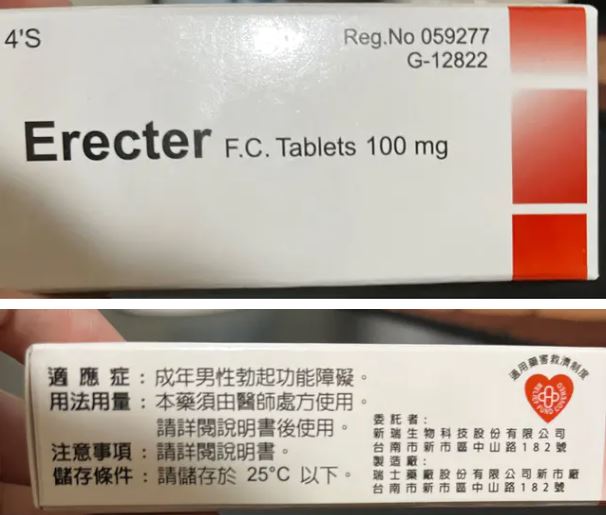 4'S
Reg.No 059277
G-12822
Erecter F.C. Tablets 100 mg
適應症：成年男性勃起功能障礙。
用法用量：本藥須由醫師處方使用。
請詳閱說明書後使用。
注意事項：請詳閱說明書。
儲存條件：請儲存於 25°C 以下。
適用藥害救濟制度
委託者：
新瑞生物科技股份有限公司
台南市新市區中山路182號
製造廠：
瑞士藥廠股份有限公司新市廠
台南市新市區中山路182號